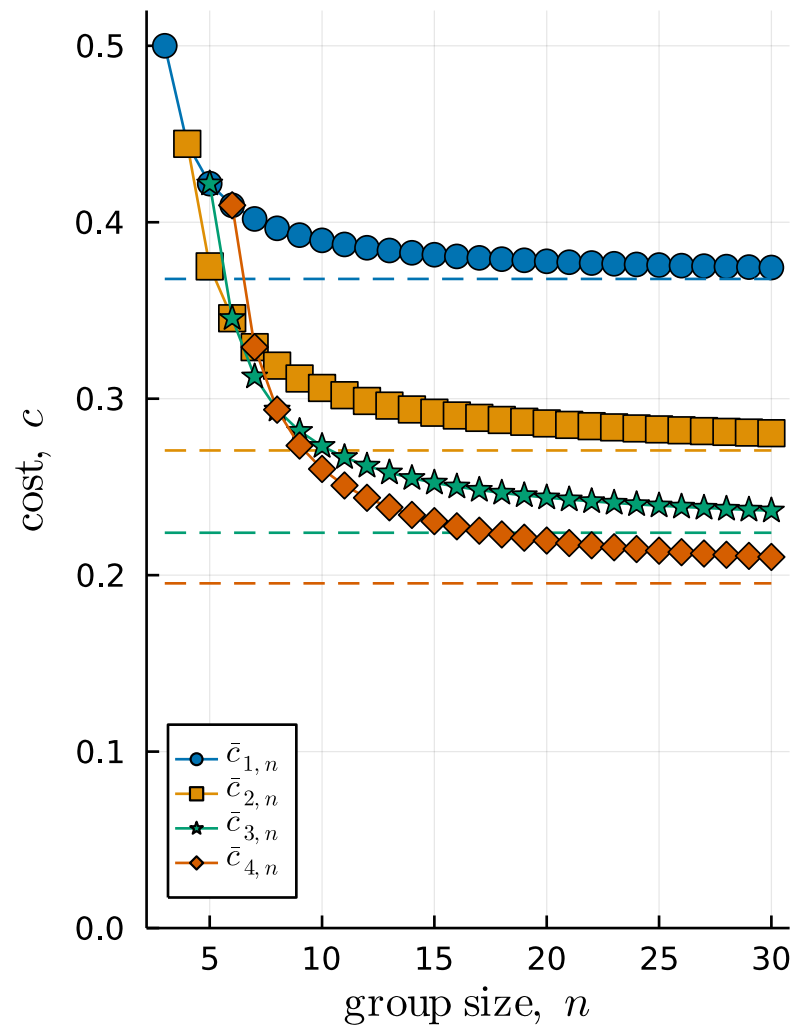 0.5
0.4
0.3
0.2
0.1
0.0
cost, c
c̄₁, ₙ
c̄₂, ₙ
c̄₃, ₙ
c̄₄, ₙ
5 10 15 20 25 30
group size, n